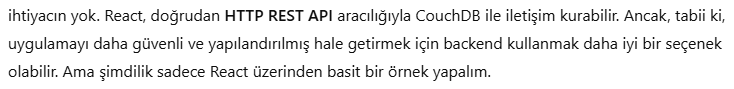 ihtiyacın yok. React, doğrudan HTTP REST API aracılığıyla CouchDB ile iletişim kurabilir. Ancak, tabii ki,
uygulamayı daha güvenli ve yapılandırılmış hale getirmek için backend kullanmak daha iyi bir seçenek
olabilir. Ama şimdilik sadece React üzerinden basit bir örnek yapalım.